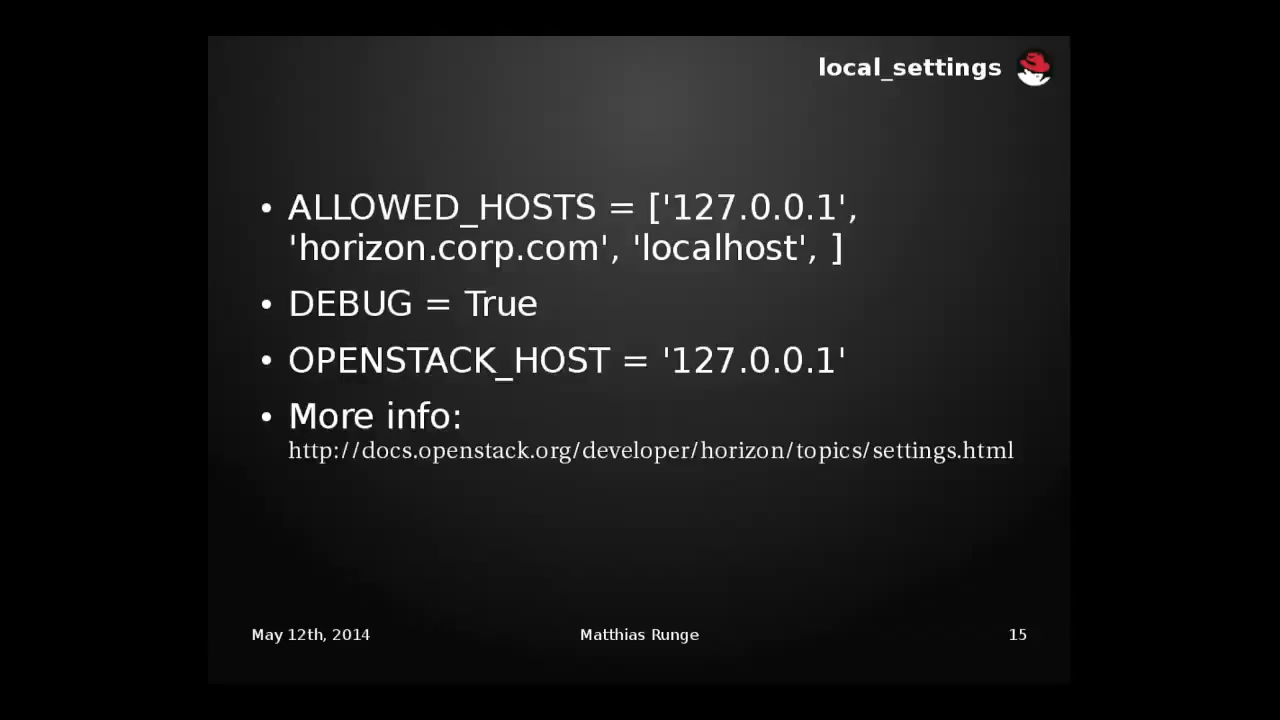 local_settings
• ALLOWED_HOSTS = ['127.0.0.1',
'horizon.corp.com', 'localhost', ]
• DEBUG = True
• OPENSTACK_HOST = '127.0.0.1'
• More info:
http://docs.openstack.org/developer/horizon/topics/settings.html
May 12th, 2014 Matthias Runge 15